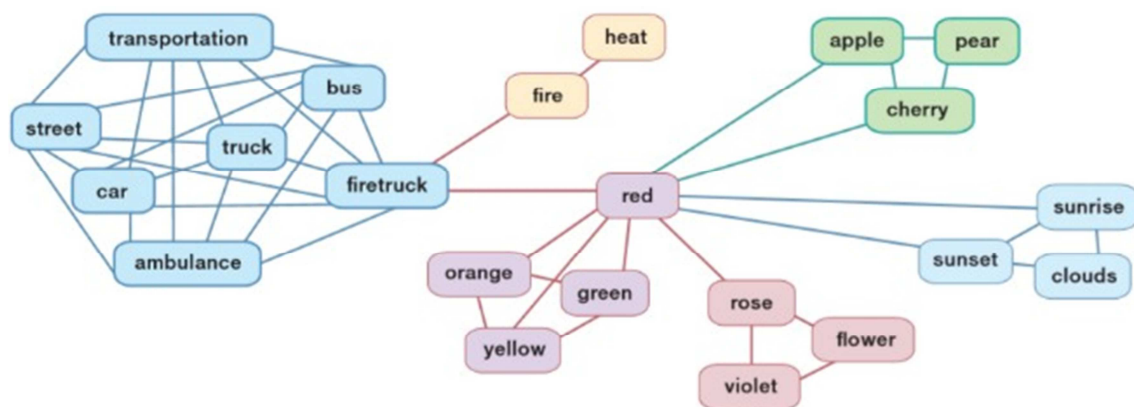 transportation
bus
street
truck
car
firetruck
ambulance
heat
fire
apple
pear
cherry
red
orange
green
yellow
rose
flower
violet
sunrise
sunset
clouds